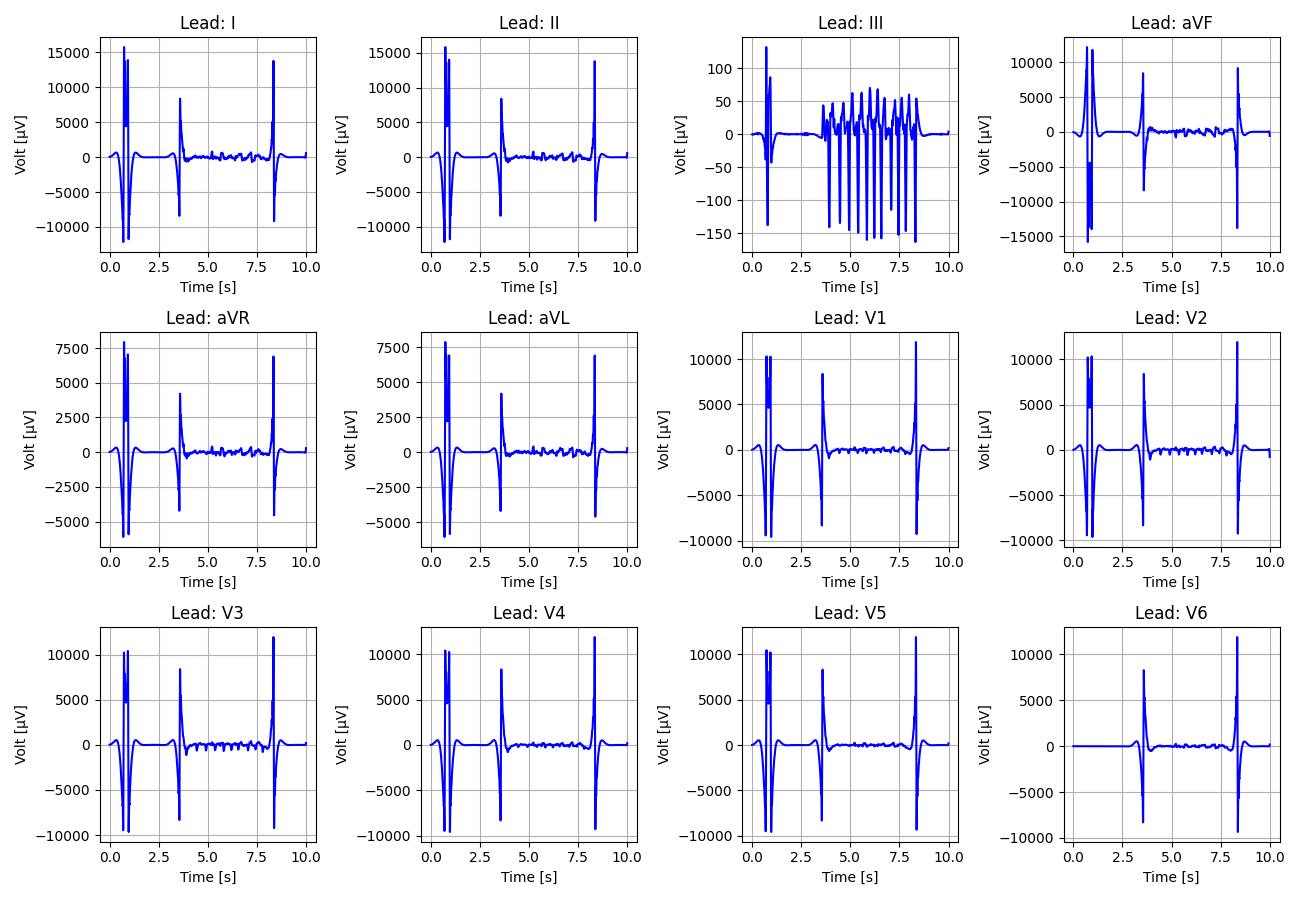 Lead: I
Lead: II
Lead: III
Lead: aVF
Volt [µV]
15000
10000
5000
0
−5000
−10000
0.0 2.5 5.0 7.5 10.0
Time [s]
Volt [µV]
15000
10000
5000
0
−5000
−10000
0.0 2.5 5.0 7.5 10.0
Time [s]
Volt [µV]
100
50
0
−50
−100
−150
0.0 2.5 5.0 7.5 10.0
Time [s]
Volt [µV]
10000
5000
0
−5000
−10000
−15000
0.0 2.5 5.0 7.5 10.0
Time [s]
Lead: aVR
Lead: aVL
Lead: V1
Lead: V2
Volt [µV]
7500
5000
2500
0
−2500
−5000
0.0 2.5 5.0 7.5 10.0
Time [s]
Volt [µV]
7500
5000
2500
0
−2500
−5000
0.0 2.5 5.0 7.5 10.0
Time [s]
Volt [µV]
10000
5000
0
−5000
−10000
0.0 2.5 5.0 7.5 10.0
Time [s]
Volt [µV]
10000
5000
0
−5000
−10000
0.0 2.5 5.0 7.5 10.0
Time [s]
Lead: V3
Lead: V4
Lead: V5
Lead: V6
Volt [µV]
10000
5000
0
−5000
−10000
0.0 2.5 5.0 7.5 10.0
Time [s]
Volt [µV]
10000
5000
0
−5000
−10000
0.0 2.5 5.0 7.5 10.0
Time [s]
Volt [µV]
10000
5000
0
−5000
−10000
0.0 2.5 5.0 7.5 10.0
Time [s]
Volt [µV]
10000
5000
0
−5000
−10000
0.0 2.5 5.0 7.5 10.0
Time [s]